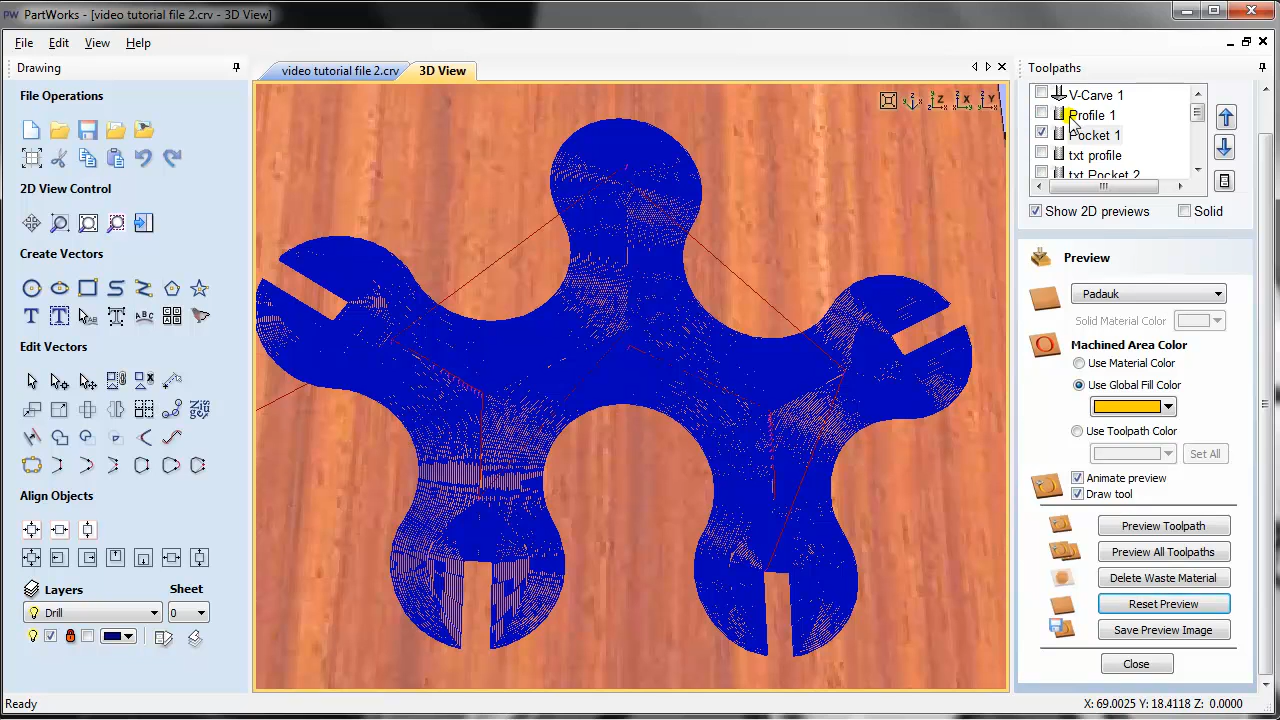 PW PartWorks - [video tutorial file 2.crv - 3D View]
File Edit View Help
Drawing
video tutorial file 2.crv 3D View
Toolpaths
File Operations
2D View Control
Create Vectors
Edit Vectors
Align Objects
Layers Sheet
Drill 0
V-Carve 1
Profile 1
Pocket 1
txt profile
txt Pocket 2
Show 2D previews Solid
Preview
Padauk
Solid Material Color
Machined Area Color
Use Material Color
Use Global Fill Color
Use Toolpath Color
Set All
Animate preview
Draw tool
Preview Toolpath
Preview All Toolpaths
Delete Waste Material
Reset Preview
Save Preview Image
Close
Ready X: 69.0025 Y: 18.4118 Z: 0.0000